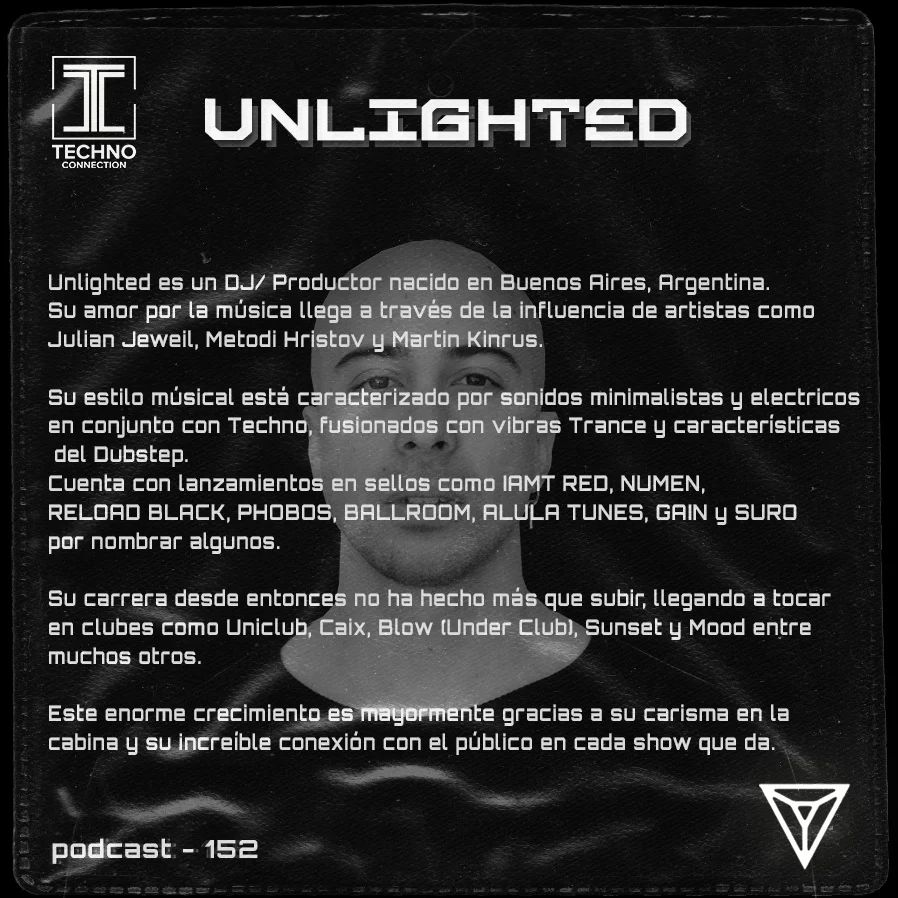 TECHNO
CONNECTION
UNLIGHTED
Unlighted es un DJ/ Productor nacido en Buenos Aires, Argentina.
Su amor por la música llega a través de la influencia de artistas como
Julian Jeweil, Metodi Hristov y Martin Kinrus.
Su estilo músical está caracterizado por sonidos minimalistas y electricos
en conjunto con Techno, fusionados con vibras Trance y características
del Dubstep.
Cuenta con lanzamientos en sellos como IAMT RED, NUMEN,
RELOAD BLACK, PHOBOS, BALLROOM, ALULA TUNES, GAIN y SURO
por nombrar algunos.
Su carrera desde entonces no ha hecho más que subir, llegando a tocar
en clubes como Uniclub, Caix, Blow (Under Club), Sunset y Mood entre
muchos otros.
Este enorme crecimiento es mayormente gracias a su carisma en la
cabina y su increíble conexión con el público en cada show que da.
podcast - 152